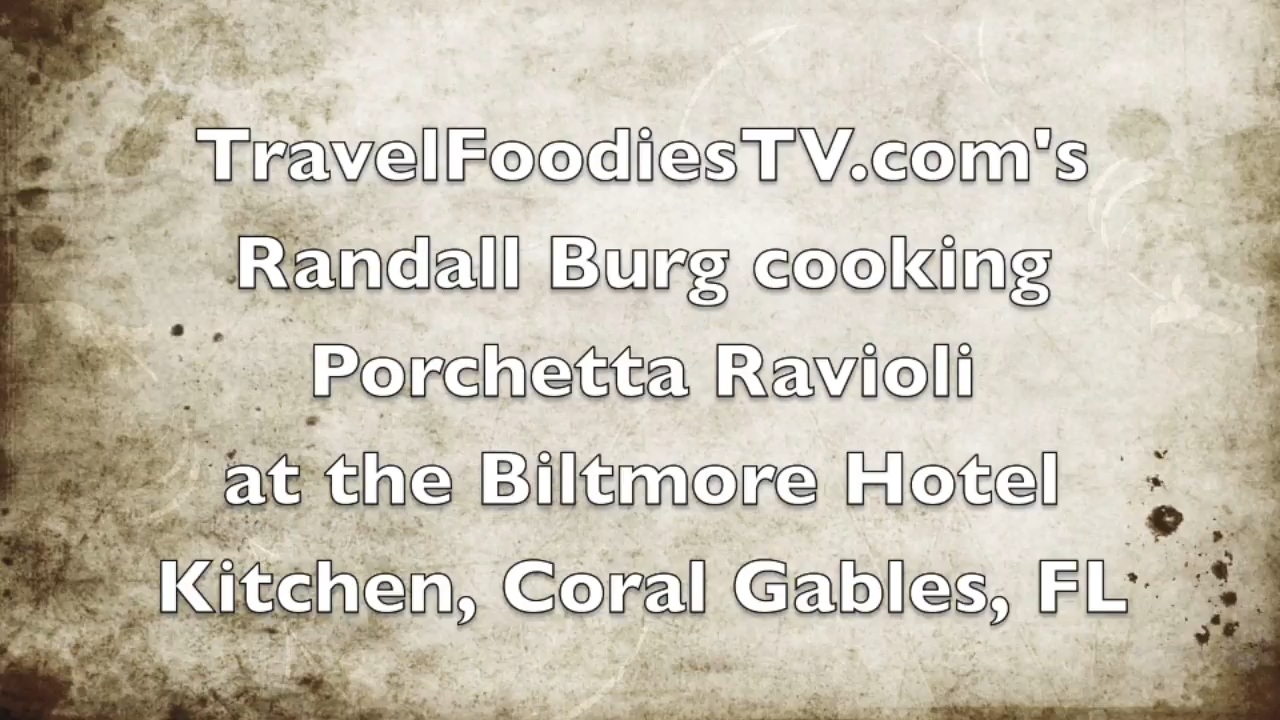 TravelFoodiesTV.com's
Randall Burg cooking
Porchetta Ravioli
at the Biltmore Hotel
Kitchen, Coral Gables, FL